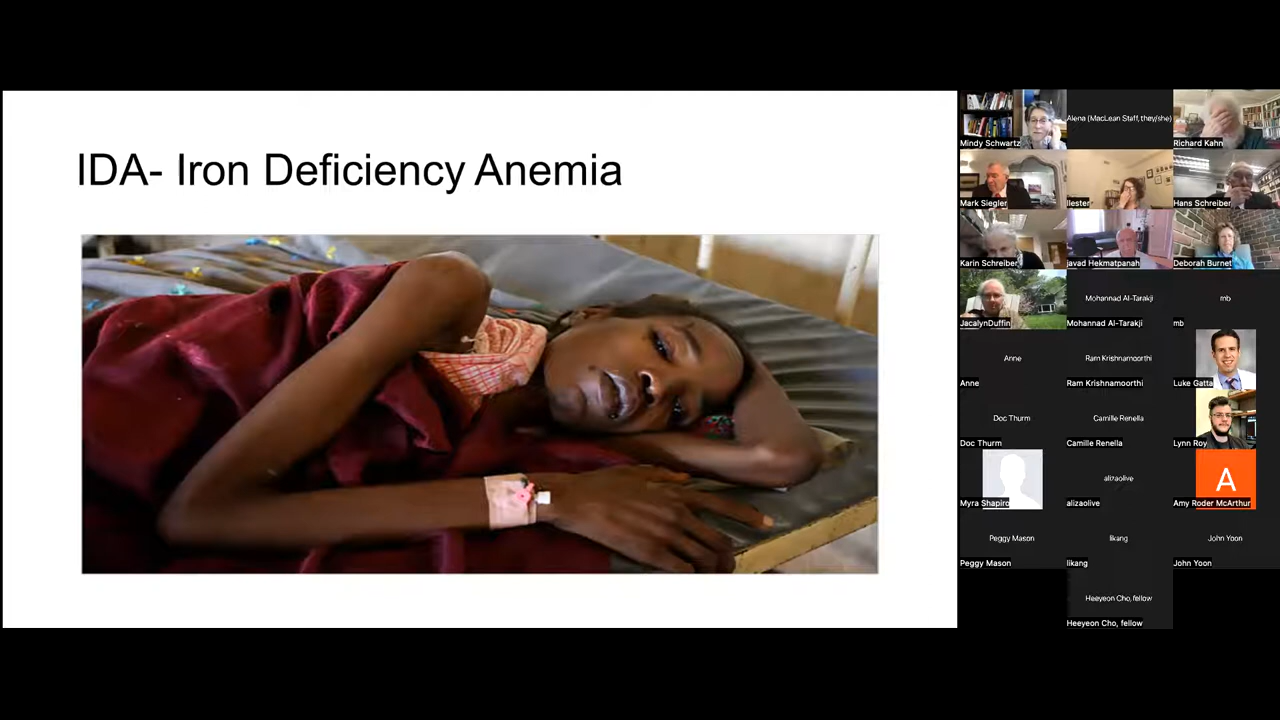 IDA- Iron Deficiency Anemia
Mindy Schwartz
Alena (MacLean Staff, they/she)
Richard Kahn
Mark Siegler
llester
Hans Schreiber
Karin Schreiber
javad Hekmatpanah
Deborah Burnet
JacalynDuffin
Mohannad Al-Tarakji
Mohannad Al-Tarakji
mb
mb
Anne
Anne
Ram Krishnamoorthi
Ram Krishnamoorthi
Luke Gatta
Doc Thurm
Doc Thurm
Camille Renella
Camille Renella
Lynn Roy
Myra Shapiro
alizaolive
alizaolive
A
Amy Roder McArthur
Peggy Mason
Peggy Mason
likang
likang
John Yoon
John Yoon
Heeyeon Cho, fellow
Heeyeon Cho, fellow